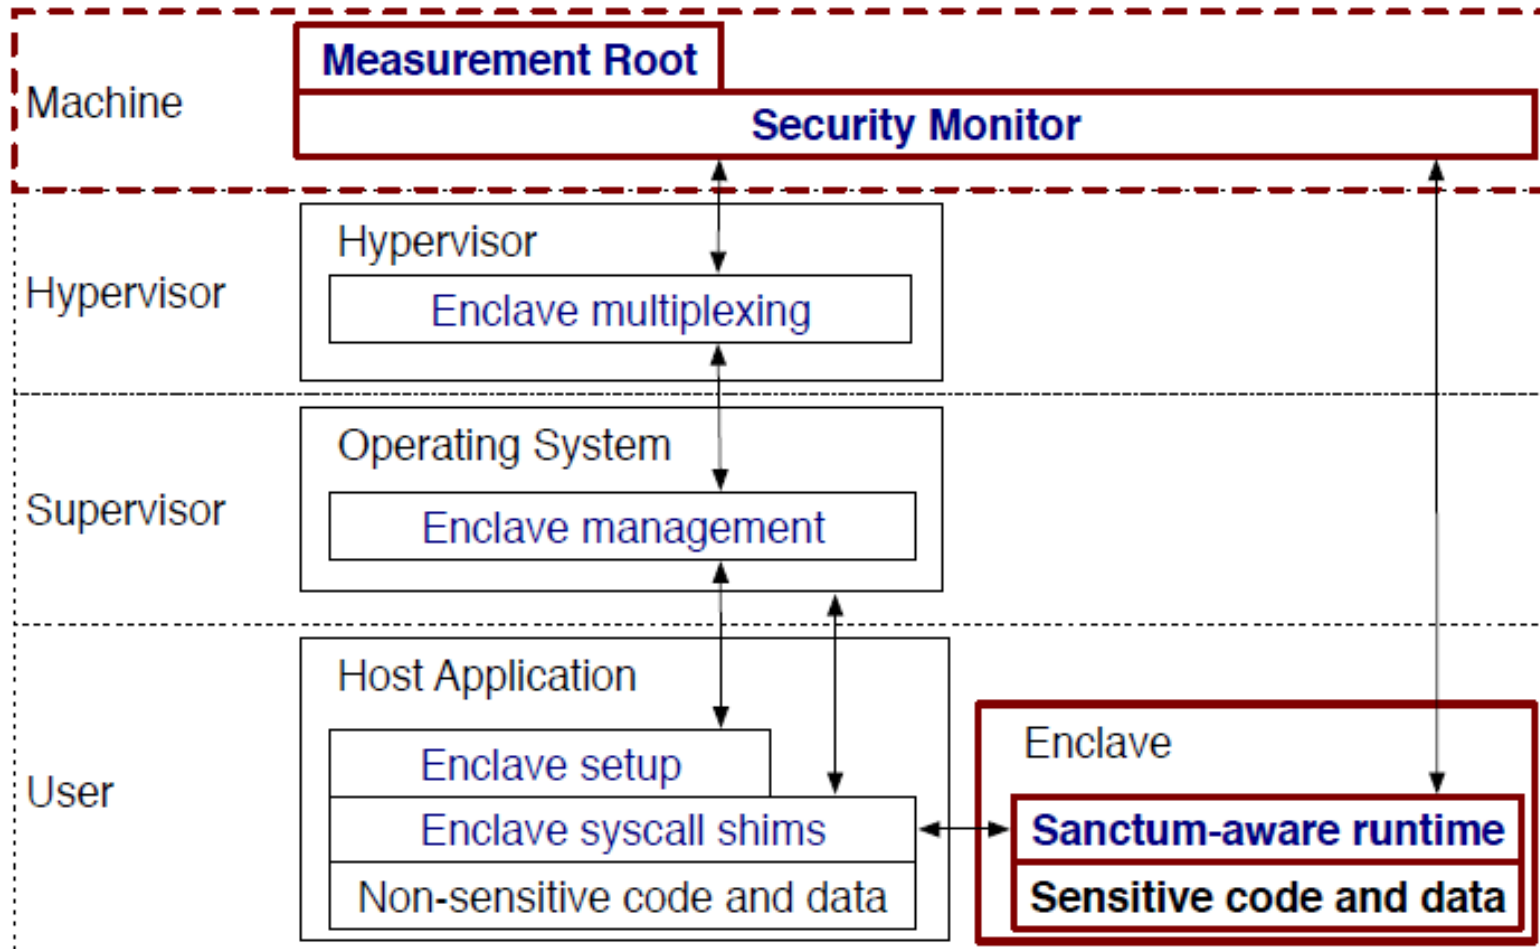 Machine
Measurement Root
Security Monitor
Hypervisor
Hypervisor
Enclave multiplexing
Supervisor
Operating System
Enclave management
User
Host Application
Enclave setup
Enclave syscall shims
Non-sensitive code and data
Enclave
Sanctum-aware runtime
Sensitive code and data